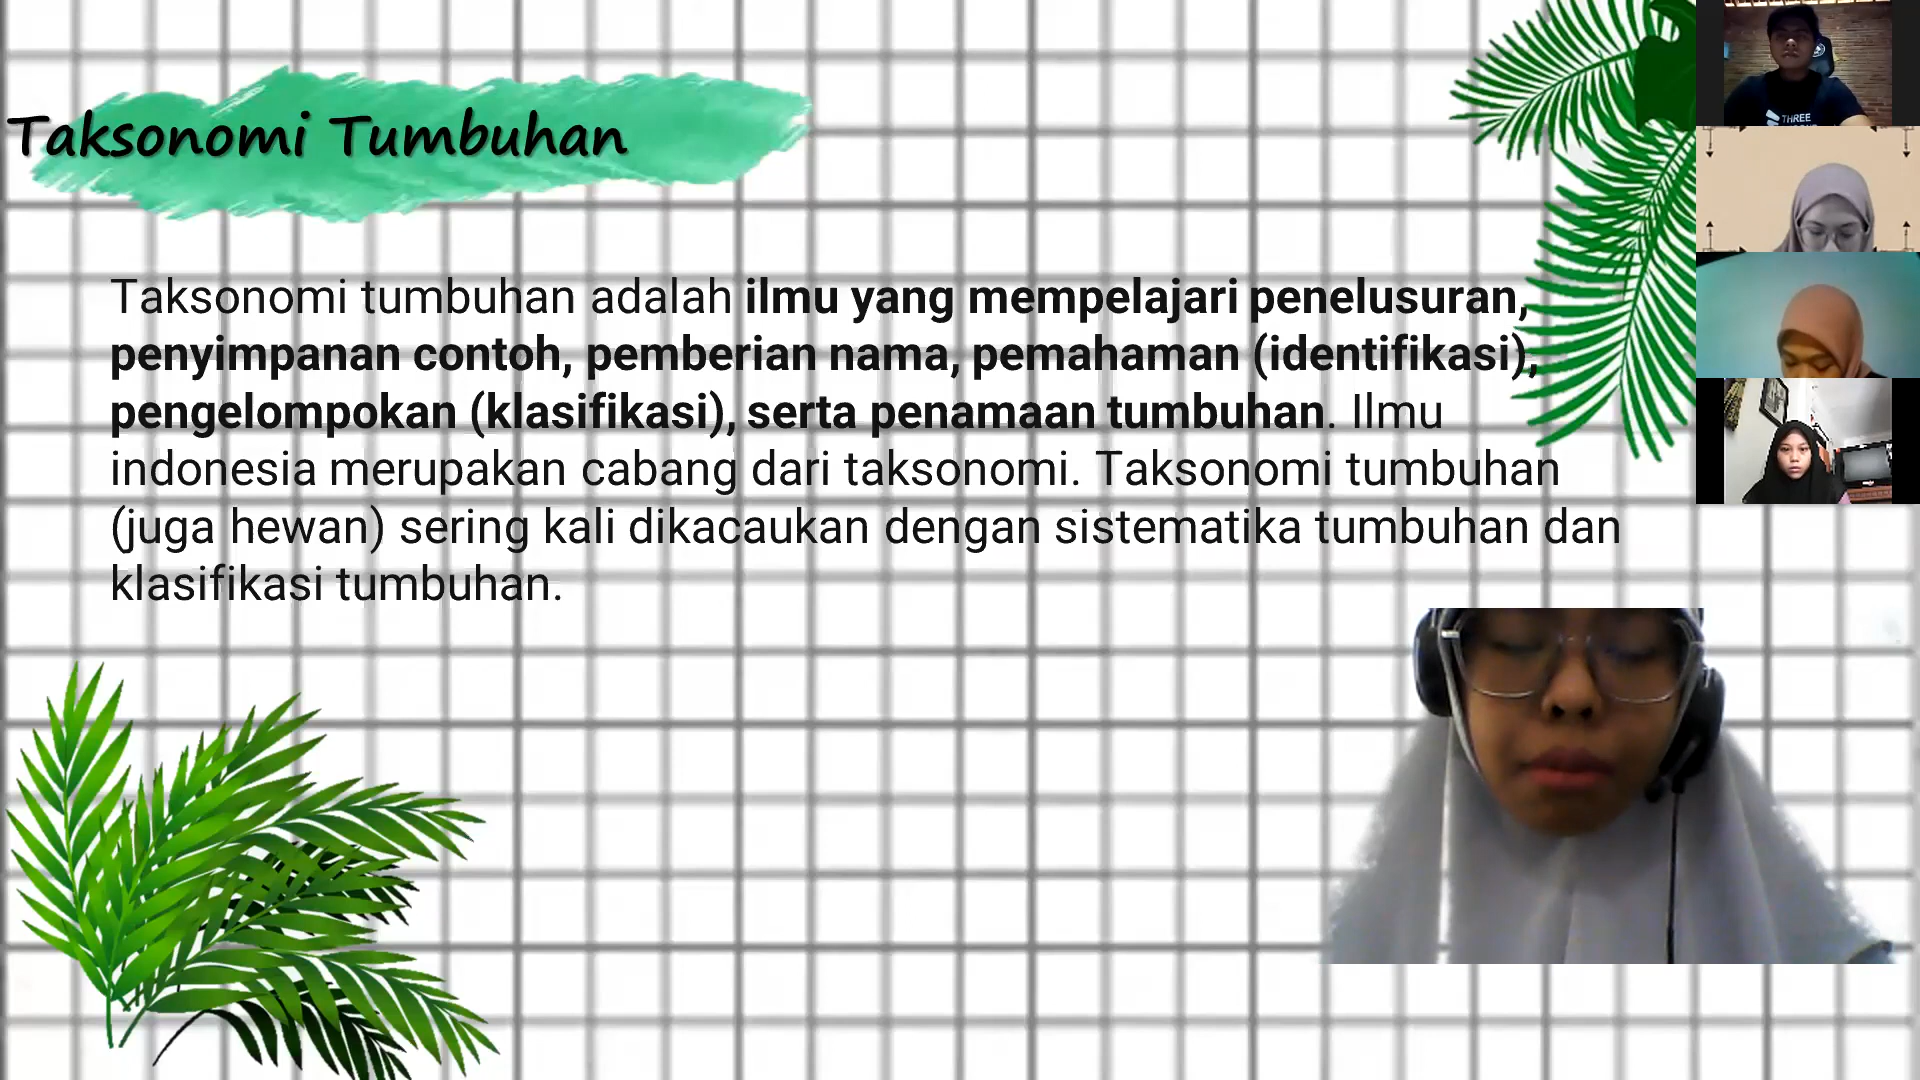 Taksonomi Tumbuhan
Taksonomi tumbuhan adalah ilmu yang mempelajari penelusuran,
penyimpanan contoh, pemberian nama, pemahaman (identifikasi),
pengelompokan (klasifikasi), serta penamaan tumbuhan. Ilmu
indonesia merupakan cabang dari taksonomi. Taksonomi tumbuhan
(juga hewan) sering kali dikacaukan dengan sistematika tumbuhan dan
klasifikasi tumbuhan.
THREE